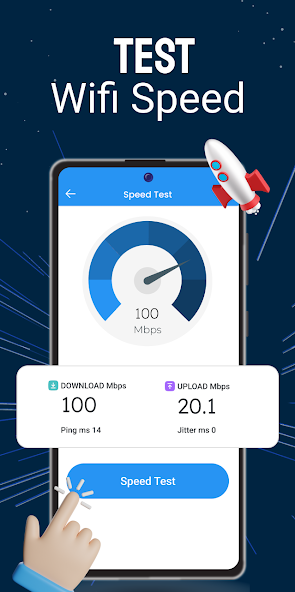 TEST
Wifi Speed
Speed Test
100
Mbps
DOWNLOAD Mbps
UPLOAD Mbps
100
20.1
Ping ms 14
Jitter ms 0
Speed Test